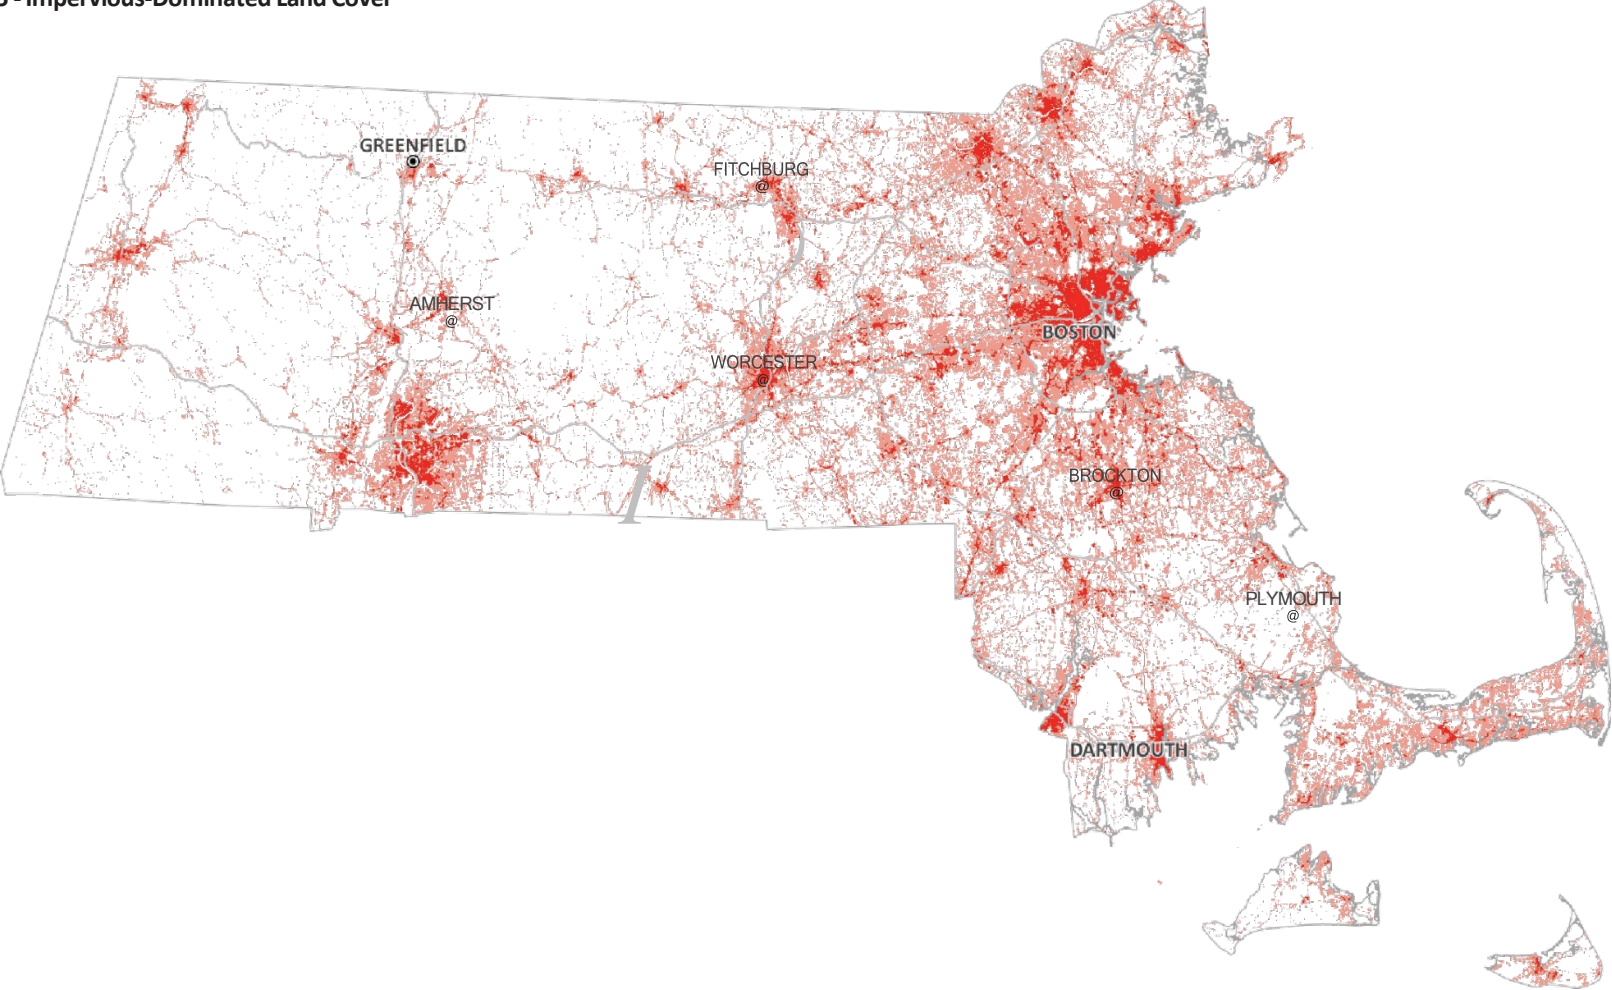 - Impervious-Dominated Land Cover
GREENFIELD
FITCHBURG
@
AMHERST
@
BOSTON
WORCESTER
@
BROCKTON
@
PLYMOUTH
@
DARTMOUTH